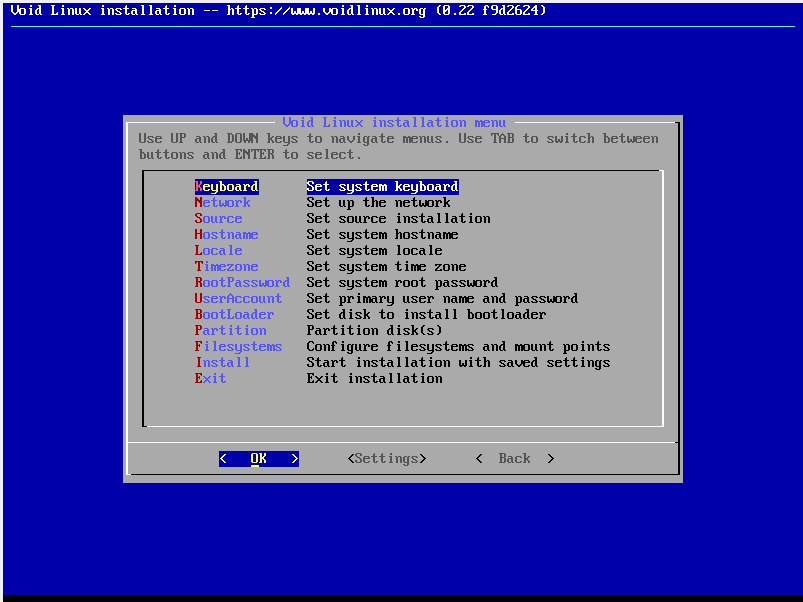 Void Linux installation -- https://www.voidlinux.org (0.22 f9d2624)
Void Linux installation menu
Use UP and DOWN keys to navigate menus. Use TAB to switch between
buttons and ENTER to select.
Keyboard Set system keyboard
Network Set up the network
Source Set source installation
Hostname Set system hostname
Locale Set system locale
Timezone Set system time zone
RootPassword Set system root password
UserAccount Set primary user name and password
BootLoader Set disk to install bootloader
Partition Partition disk(s)
Filesystems Configure filesystems and mount points
Install Start installation with saved settings
Exit Exit installation
< OK > <Settings> < Back >